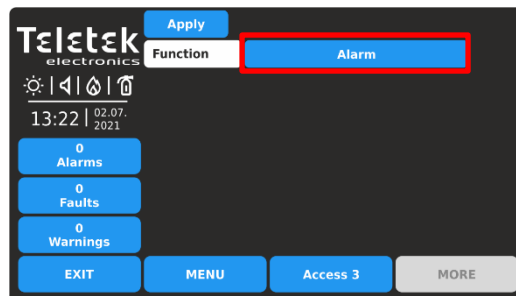 Teletek
electronics
13:22 02.07.
2021
0
Alarms
0
Faults
0
Warnings
Apply
Function Alarm
EXIT MENU Access 3 MORE